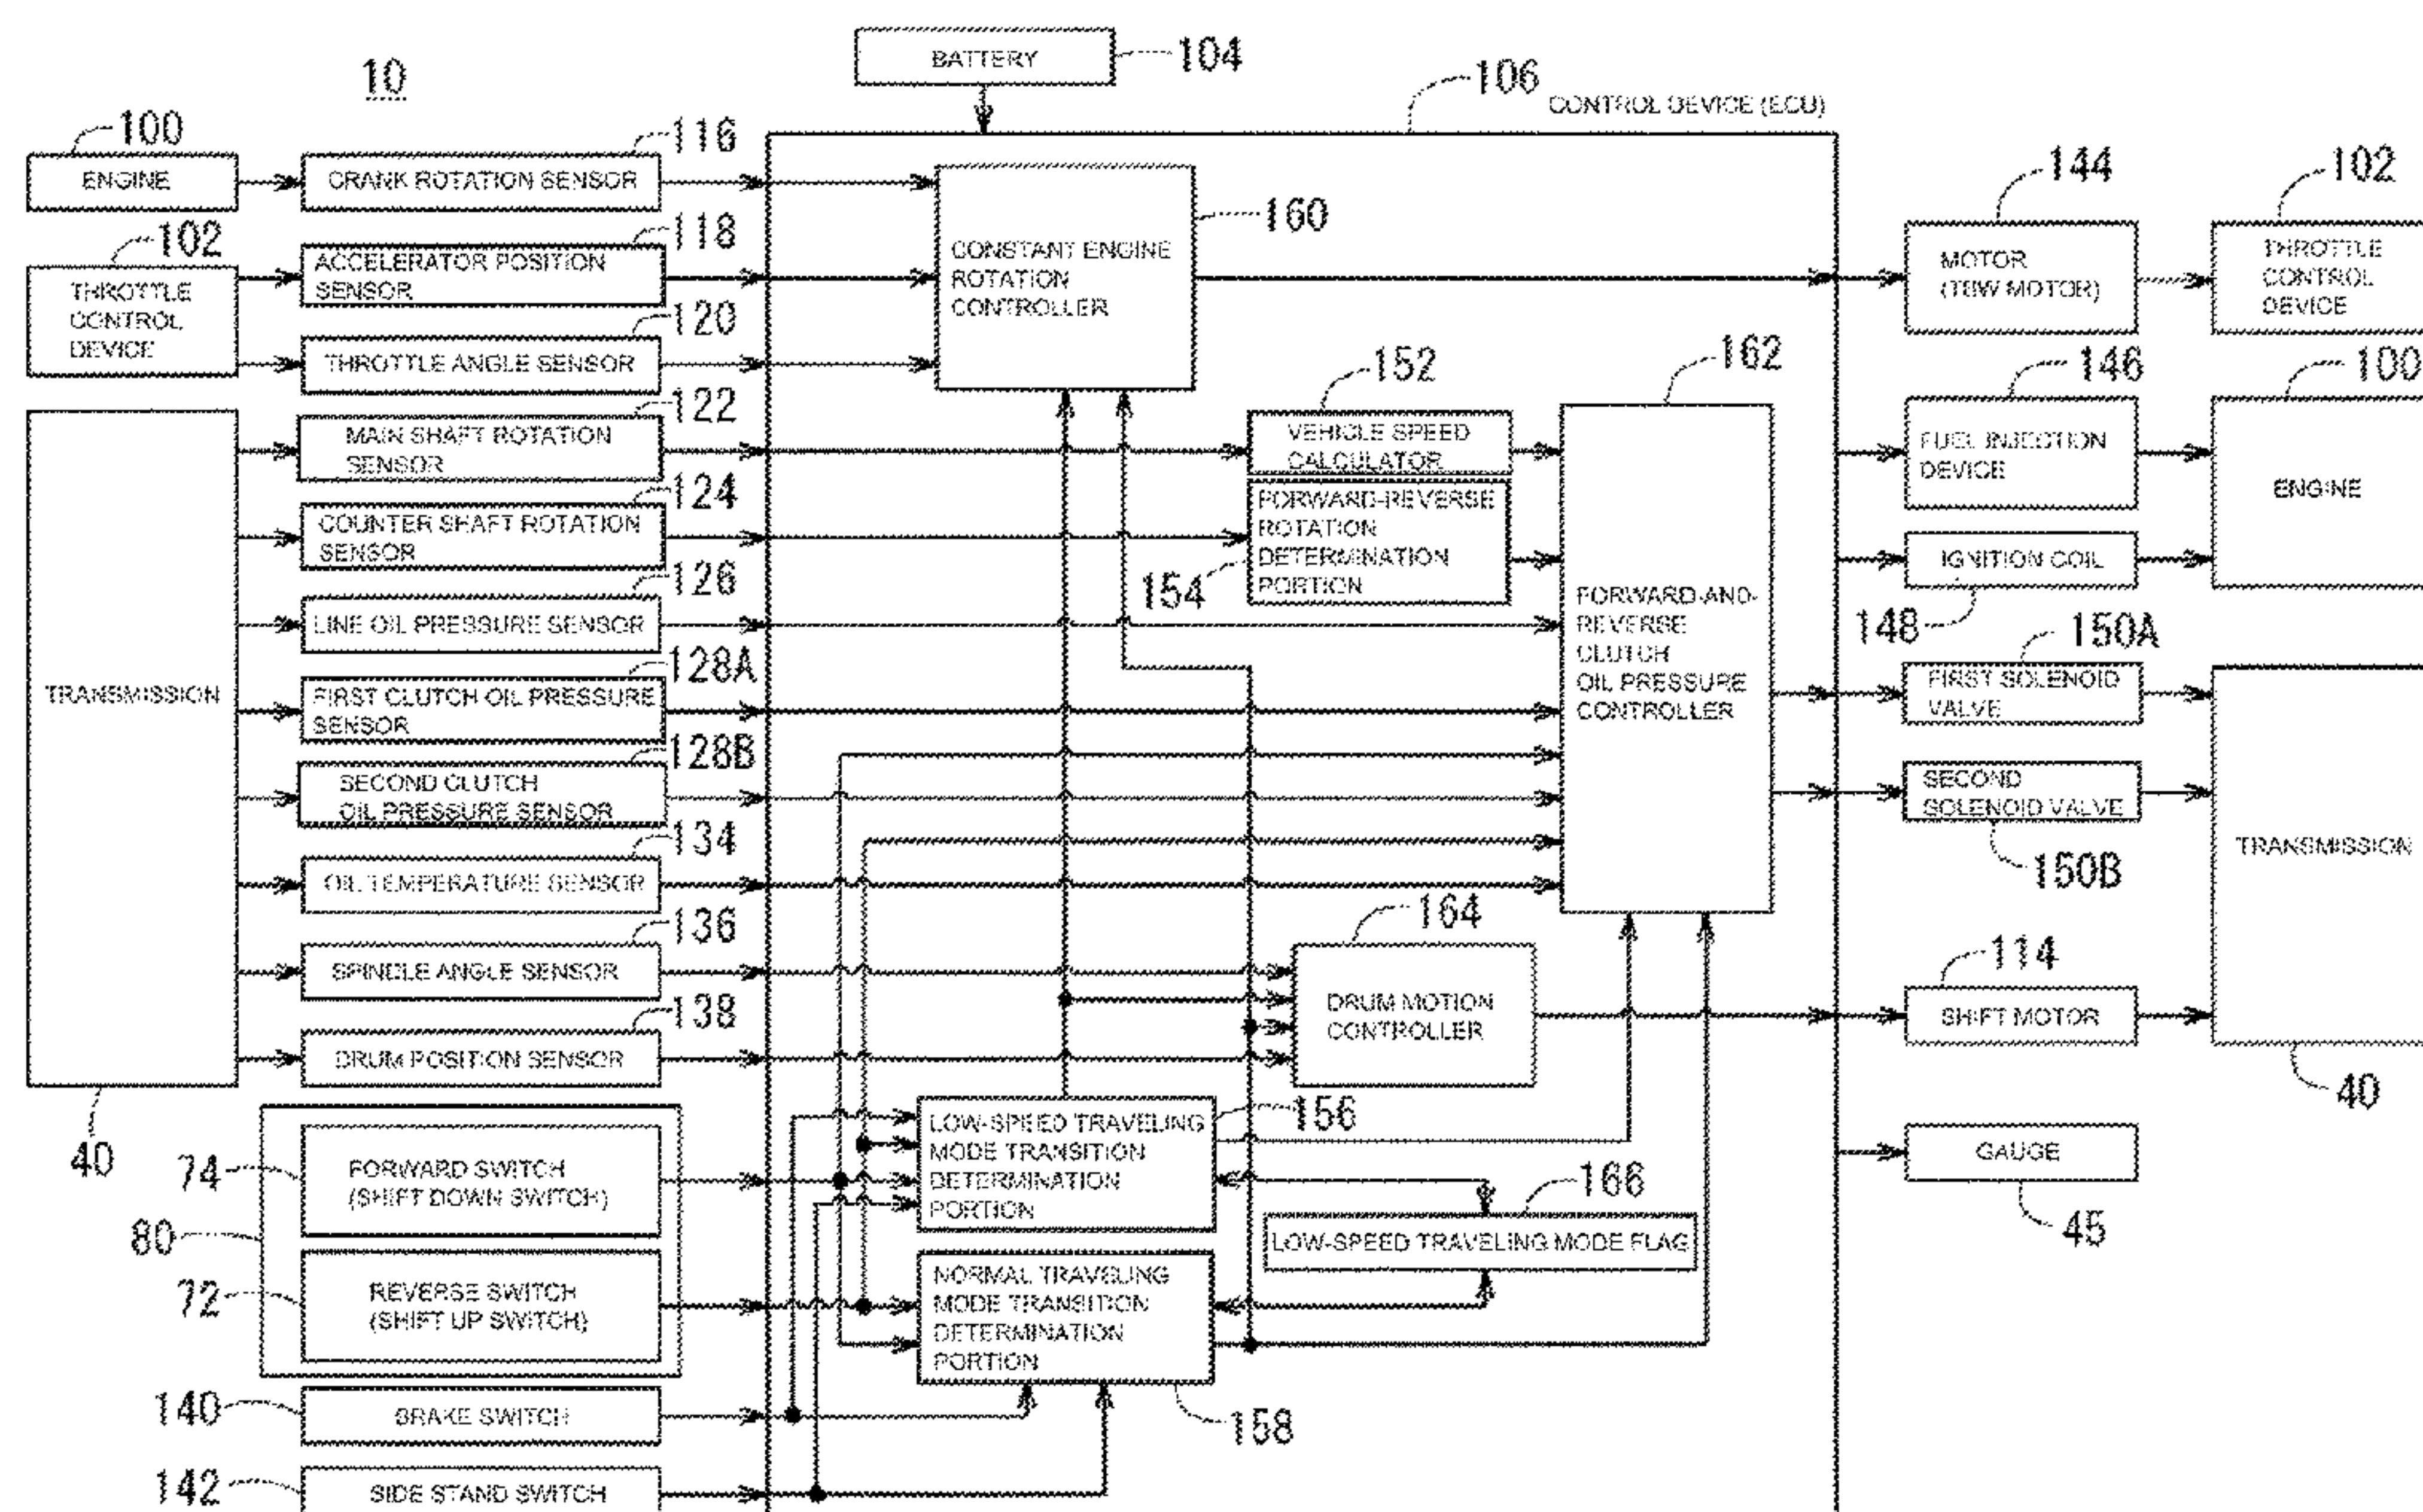 10
BATTERY
104
106
CONTROL DEVICE (ECU)
100
ENGINE
116
CRANK ROTATION SENSOR
102
THROTTLE
CONTROL
DEVICE
118
ACCELERATOR POSITION
SENSOR
120
THROTTLE ANGLE SENSOR
122
MAIN SHAFT ROTATION
SENSOR
124
COUNTER SHAFT ROTATION
SENSOR
126
LINE OIL PRESSURE SENSOR
128A
FIRST CLUTCH OIL PRESSURE
SENSOR
128B
SECOND CLUTCH
OIL PRESSURE SENSOR
134
OIL TEMPERATURE SENSOR
136
SPINDLE ANGLE SENSOR
138
DRUM POSITION SENSOR
TRANSMISSION
40
74
FORWARD SWITCH
(SHIFT DOWN SWITCH)
80
72
REVERSE SWITCH
(SHIFT UP SWITCH)
140
BRAKE SWITCH
142
SIDE STAND SWITCH
CONSTANT ENGINE
ROTATION
CONTROLLER
160
152
VEHICLE SPEED
CALCULATOR
FORWARD-REVERSE
ROTATION
DETERMINATION
PORTION
154
162
FORWARD-AND-
REVERSE
CLUTCH
OIL PRESSURE
CONTROLLER
164
DRUM MOTION
CONTROLLER
156
LOW-SPEED TRAVELING
MODE TRANSITION
DETERMINATION
PORTION
166
LOW-SPEED TRAVELING MODE FLAG
NORMAL TRAVELING
MODE TRANSITION
DETERMINATION
PORTION
158
144
MOTOR
(TBW MOTOR)
102
THROTTLE
CONTROL
DEVICE
146
FUEL INJECTION
DEVICE
100
ENGINE
IGNITION COIL
148
150A
FIRST SOLENOID
VALVE
SECOND
SOLENOID VALVE
150B
TRANSMISSION
114
SHIFT MOTOR
40
GAUGE
45